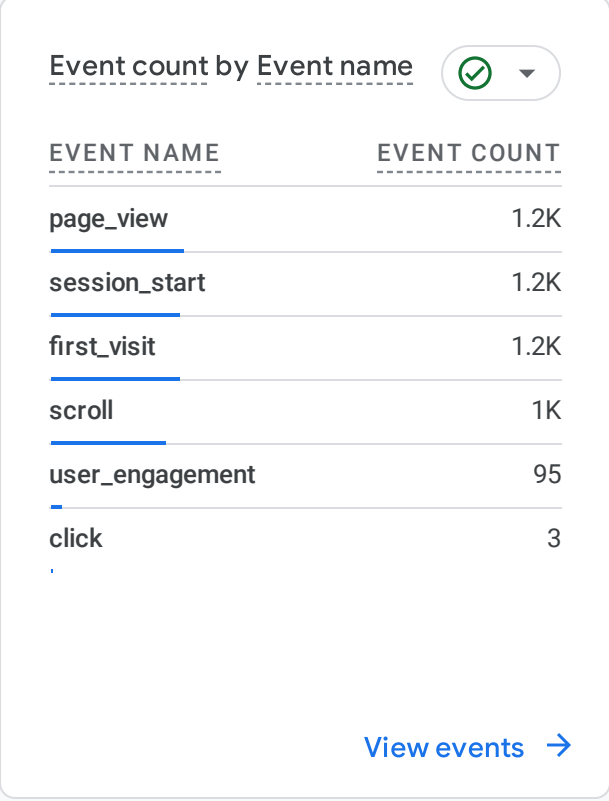 Event count by Event name
EVENT NAME EVENT COUNT
page_view 1.2K
session_start 1.2K
first_visit 1.2K
scroll 1K
user_engagement 95
click 3
View events